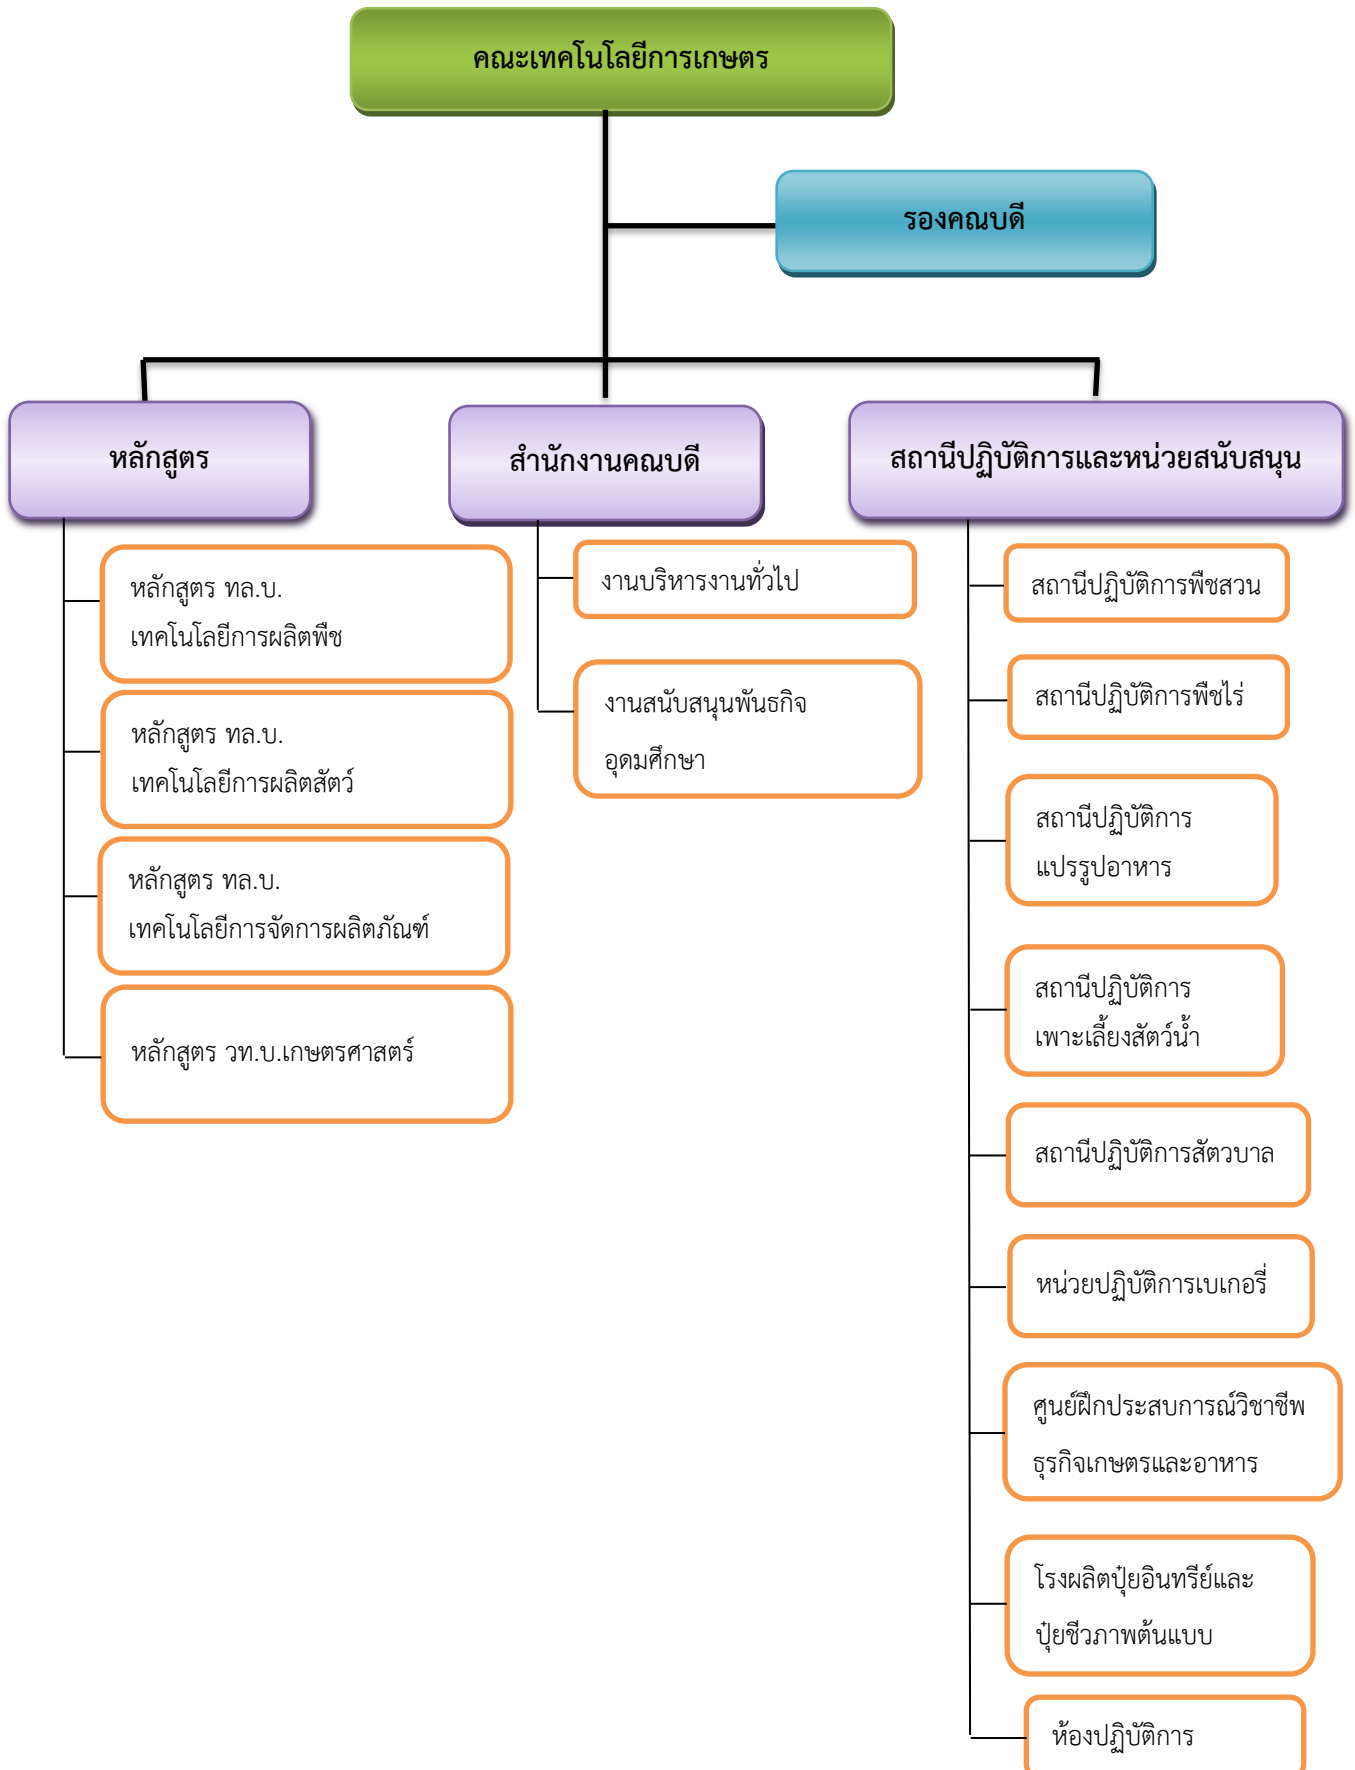 คณะเทคโนโลยีการเกษตร
รองคณบดี
หลักสูตร
สำนักงานคณบดี
สถานีปฏิบัติการและหน่วยสนับสนุน
หลักสูตร ทล.บ.
เทคโนโลยีการผลิตพืช
หลักสูตร ทล.บ.
เทคโนโลยีการผลิตสัตว์
หลักสูตร ทล.บ.
เทคโนโลยีการจัดการผลิตภัณฑ์
หลักสูตร วท.บ.เกษตรศาสตร์
งานบริหารงานทั่วไป
งานสนับสนุนพันธกิจ
อุดมศึกษา
สถานีปฏิบัติการพืชสวน
สถานีปฏิบัติการพืชไร่
สถานีปฏิบัติการ
แปรรูปอาหาร
สถานีปฏิบัติการ
เพาะเลี้ยงสัตว์น้ำ
สถานีปฏิบัติการสัตวบาล
หน่วยปฏิบัติการเบเกอรี่
ศูนย์ฝึกประสบการณ์วิชาชีพ
ธุรกิจเกษตรและอาหาร
โรงผลิตปุ๋ยอินทรีย์และ
ปุ๋ยชีวภาพต้นแบบ
ห้องปฏิบัติการ